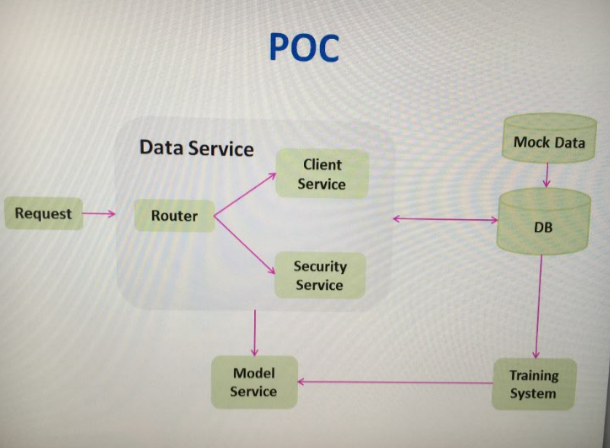 POC
Data Service
Client
Service
Mock Data
Request
Router
DB
Security
Service
Model
Service
Training
System